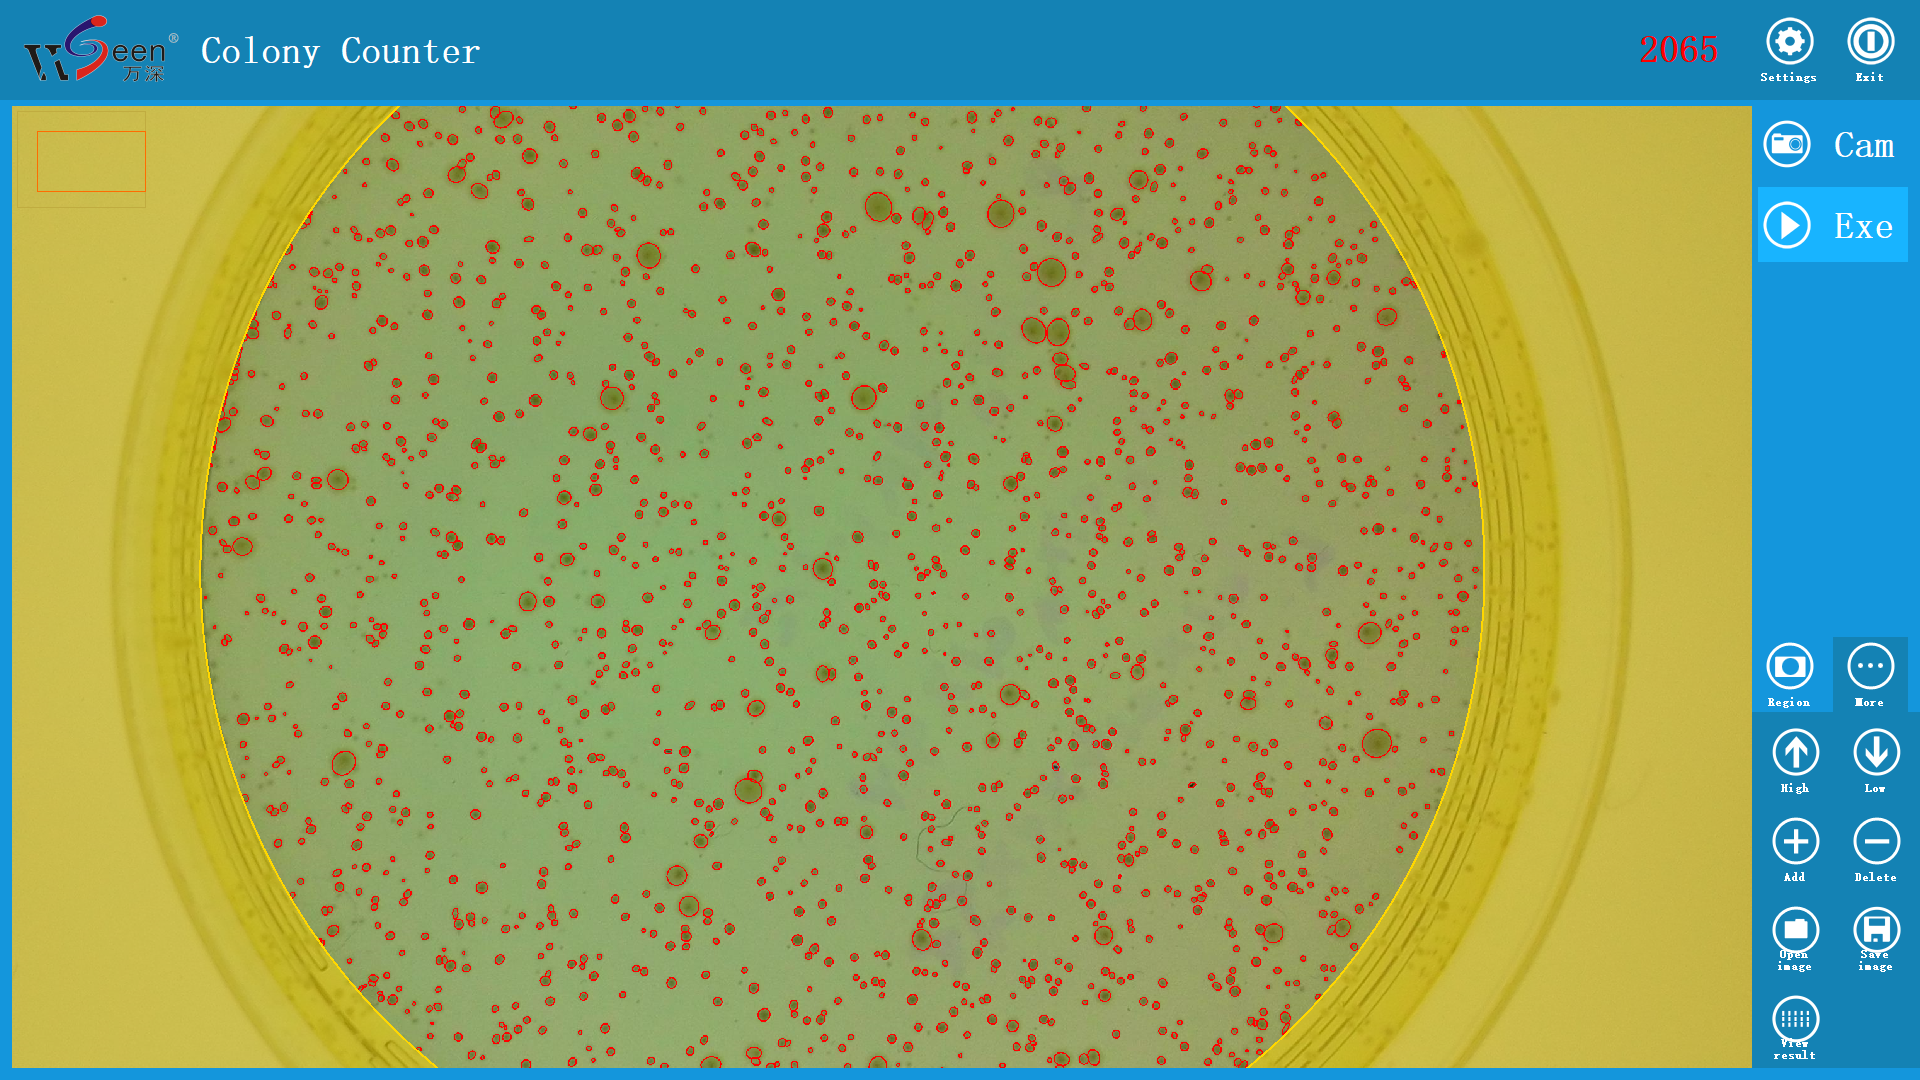 WSeen®
万深
Colony Counter
2065
Settings
Exit
Cam
Exe
Region
More
High
Low
Add
Delete
Open
image
Save
image
View
result